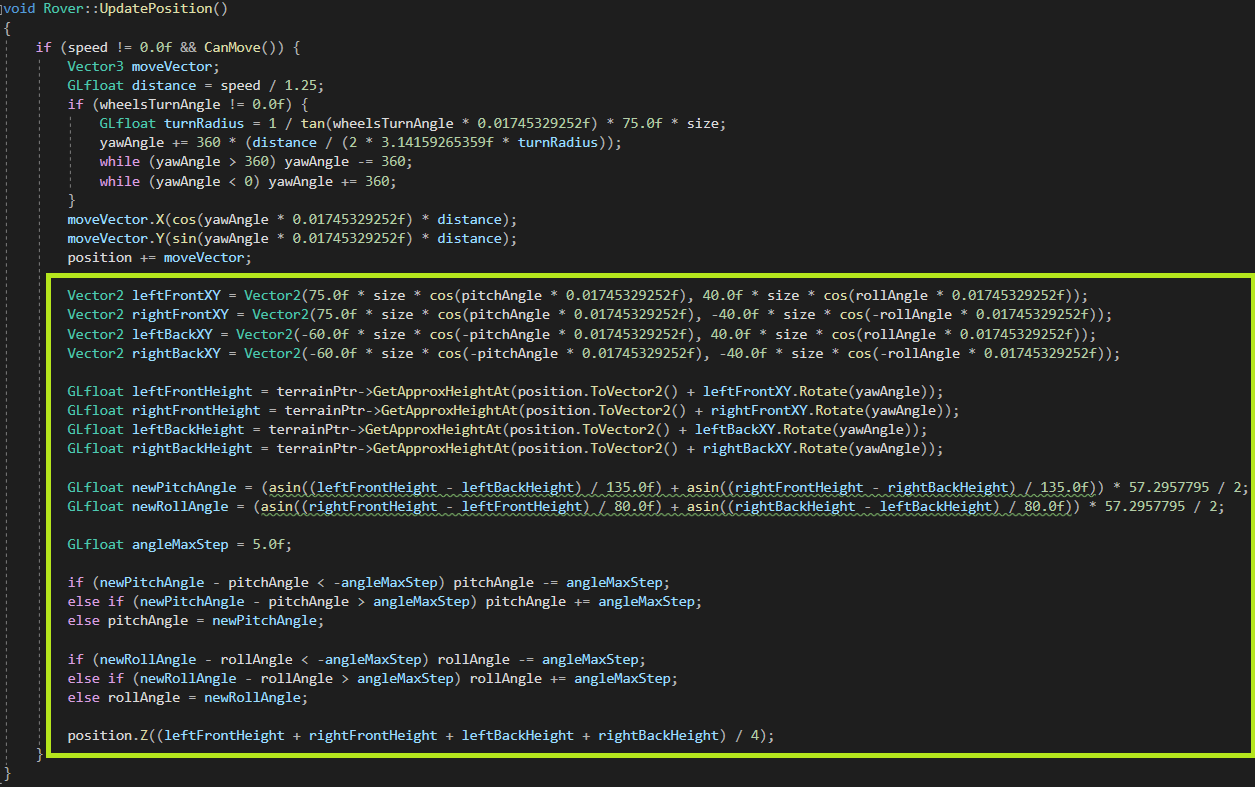 void Rover::UpdatePosition()
{
if (speed != 0.0f && CanMove()) {
Vector3 moveVector;
GLfloat distance = speed / 1.25;
if (wheelsTurnAngle != 0.0f) {
GLfloat turnRadius = 1 / tan(wheelsTurnAngle * 0.01745329252f) * 75.0f * size;
yawAngle += 360 * (distance / (2 * 3.14159265359f * turnRadius));
while (yawAngle > 360) yawAngle -= 360;
while (yawAngle < 0) yawAngle += 360;
}
moveVector.X(cos(yawAngle * 0.01745329252f) * distance);
moveVector.Y(sin(yawAngle * 0.01745329252f) * distance);
position += moveVector;
Vector2 leftFrontXY = Vector2(75.0f * size * cos(pitchAngle * 0.01745329252f), 40.0f * size * cos(rollAngle * 0.01745329252f));
Vector2 rightFrontXY = Vector2(75.0f * size * cos(pitchAngle * 0.01745329252f), -40.0f * size * cos(-rollAngle * 0.01745329252f));
Vector2 leftBackXY = Vector2(-60.0f * size * cos(-pitchAngle * 0.01745329252f), 40.0f * size * cos(rollAngle * 0.01745329252f));
Vector2 rightBackXY = Vector2(-60.0f * size * cos(-pitchAngle * 0.01745329252f), -40.0f * size * cos(-rollAngle * 0.01745329252f));
GLfloat leftFrontHeight = terrainPtr->GetApproxHeightAt(position.ToVector2() + leftFrontXY.Rotate(yawAngle));
GLfloat rightFrontHeight = terrainPtr->GetApproxHeightAt(position.ToVector2() + rightFrontXY.Rotate(yawAngle));
GLfloat leftBackHeight = terrainPtr->GetApproxHeightAt(position.ToVector2() + leftBackXY.Rotate(yawAngle));
GLfloat rightBackHeight = terrainPtr->GetApproxHeightAt(position.ToVector2() + rightBackXY.Rotate(yawAngle));
GLfloat newPitchAngle = (asin((leftFrontHeight - leftBackHeight) / 135.0f) + asin((rightFrontHeight - rightBackHeight) / 135.0f)) * 57.2957795 / 2;
GLfloat newRollAngle = (asin((rightFrontHeight - leftFrontHeight) / 80.0f) + asin((rightBackHeight - leftBackHeight) / 80.0f)) * 57.2957795 / 2;
GLfloat angleMaxStep = 5.0f;
if (newPitchAngle - pitchAngle < -angleMaxStep) pitchAngle -= angleMaxStep;
else if (newPitchAngle - pitchAngle > angleMaxStep) pitchAngle += angleMaxStep;
else pitchAngle = newPitchAngle;
if (newRollAngle - rollAngle < -angleMaxStep) rollAngle -= angleMaxStep;
else if (newRollAngle - rollAngle > angleMaxStep) rollAngle += angleMaxStep;
else rollAngle = newRollAngle;
position.Z((leftFrontHeight + rightFrontHeight + leftBackHeight + rightBackHeight) / 4);
}
}